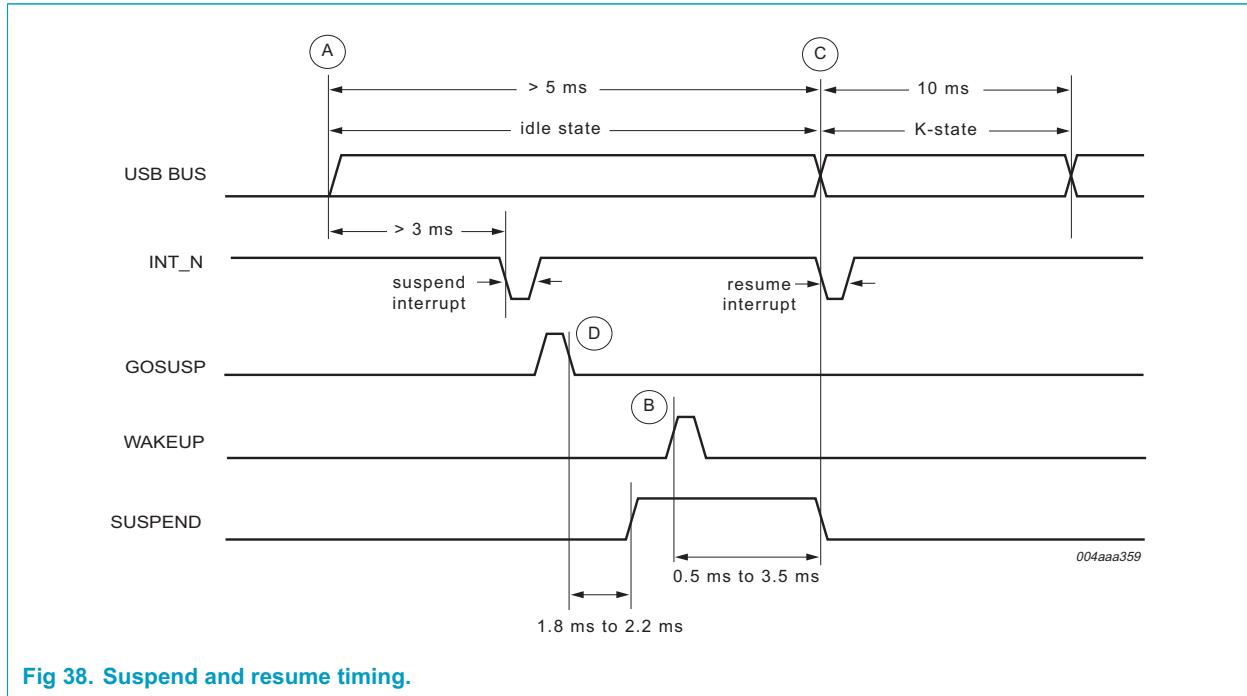 A
C
> 5 ms
10 ms
idle state
K-state
USB BUS
> 3 ms
INT_N
suspend
interrupt
resume
interrupt
D
GOSUSP
B
WAKEUP
SUSPEND
004aaa359
0.5 ms to 3.5 ms
1.8 ms to 2.2 ms
Fig 38. Suspend and resume timing.